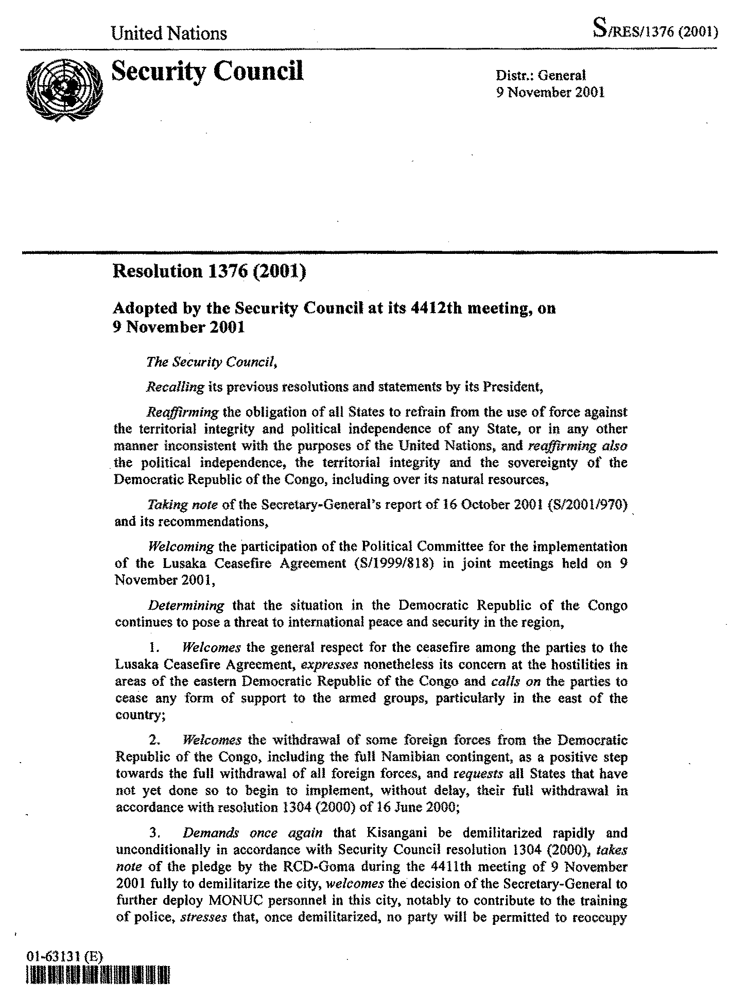 United Nations
S/RES/1376 (2001)
Security Council
Distr.: General
9 November 2001
Resolution 1376 (2001)
Adopted by the Security Council at its 4412th meeting, on
9 November 2001
The Security Council,
Recalling its previous resolutions and statements by its President,
Reaffirming the obligation of all States to refrain from the use of force against
the territorial integrity and political independence of any State, or in any other
manner inconsistent with the purposes of the United Nations, and reaffirming also
the political independence, the territorial integrity and the sovereignty of the
Democratic Republic of the Congo, including over its natural resources,
Taking note of the Secretary-General's report of 16 October 2001 (S/2001/970)
and its recommendations,
Welcoming the participation of the Political Committee for the implementation
of the Lusaka Ceasefire Agreement (S/1999/818) in joint meetings held on 9
November 2001,
Determining that the situation in the Democratic Republic of the Congo
continues to pose a threat to international peace and security in the region,
1. Welcomes the general respect for the ceasefire among the parties to the
Lusaka Ceasefire Agreement, expresses nonetheless its concern at the hostilities in
areas of the eastern Democratic Republic of the Congo and calls on the parties to
cease any form of support to the armed groups, particularly in the east of the
country;
2. Welcomes the withdrawal of some foreign forces from the Democratic
Republic of the Congo, including the full Namibian contingent, as a positive step
towards the full withdrawal of all foreign forces, and requests all States that have
not yet done so to begin to implement, without delay, their full withdrawal in
accordance with resolution 1304 (2000) of 16 June 2000;
3. Demands once again that Kisangani be demilitarized rapidly and
unconditionally in accordance with Security Council resolution 1304 (2000), takes
note of the pledge by the RCD-Goma during the 4411th meeting of 9 November
2001 fully to demilitarize the city, welcomes the decision of the Secretary-General to
further deploy MONUC personnel in this city, notably to contribute to the training
of police, stresses that, once demilitarized, no party will be permitted to reoccupy
01-63131 (E)